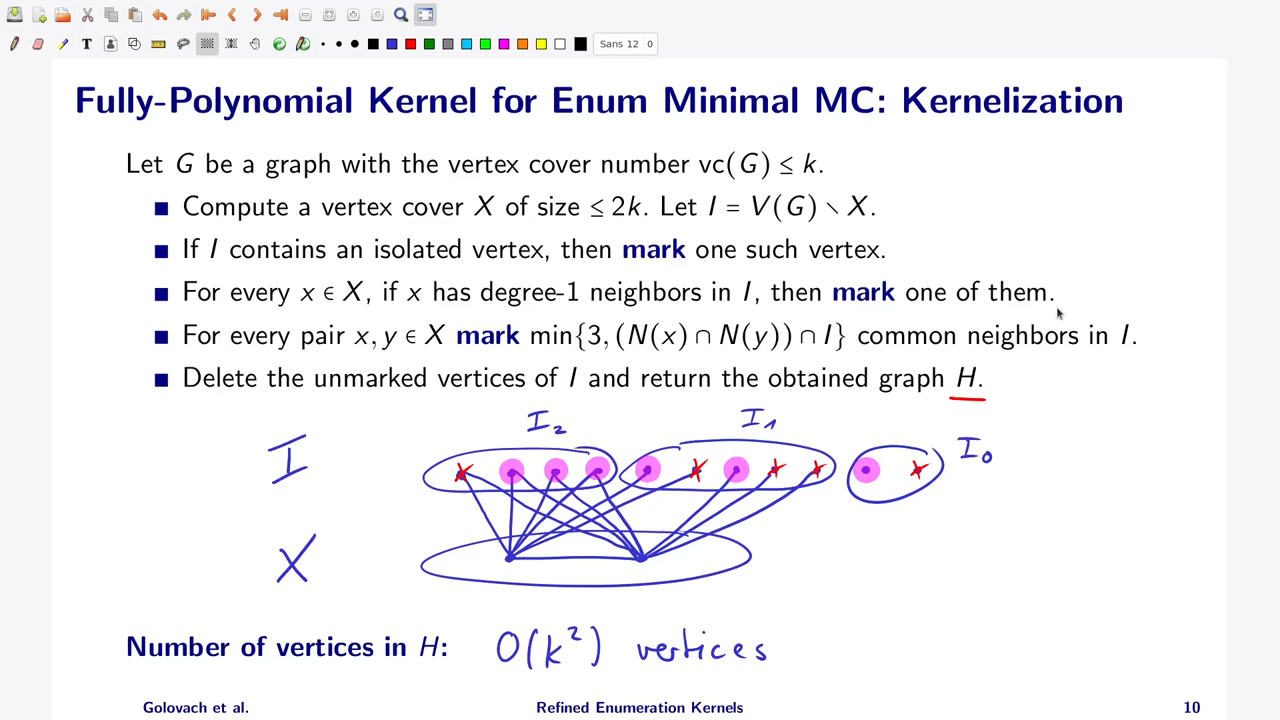 T
Sans 12 0
Fully-Polynomial Kernel for Enum Minimal MC: Kernelization
Let G be a graph with the vertex cover number vc(G) ≤ k.
Compute a vertex cover X of size ≤ 2k. Let I = V(G) ∖ X.
If I contains an isolated vertex, then mark one such vertex.
For every x ∈ X, if x has degree-1 neighbors in I, then mark one of them.
For every pair x, y ∈ X mark min{3, (N(x) ∩ N(y)) ∩ I} common neighbors in I.
Delete the unmarked vertices of I and return the obtained graph H.
I₂ I₁
I I₀
X
Number of vertices in H: O(k²) vertices
Golovach et al. Refined Enumeration Kernels 10